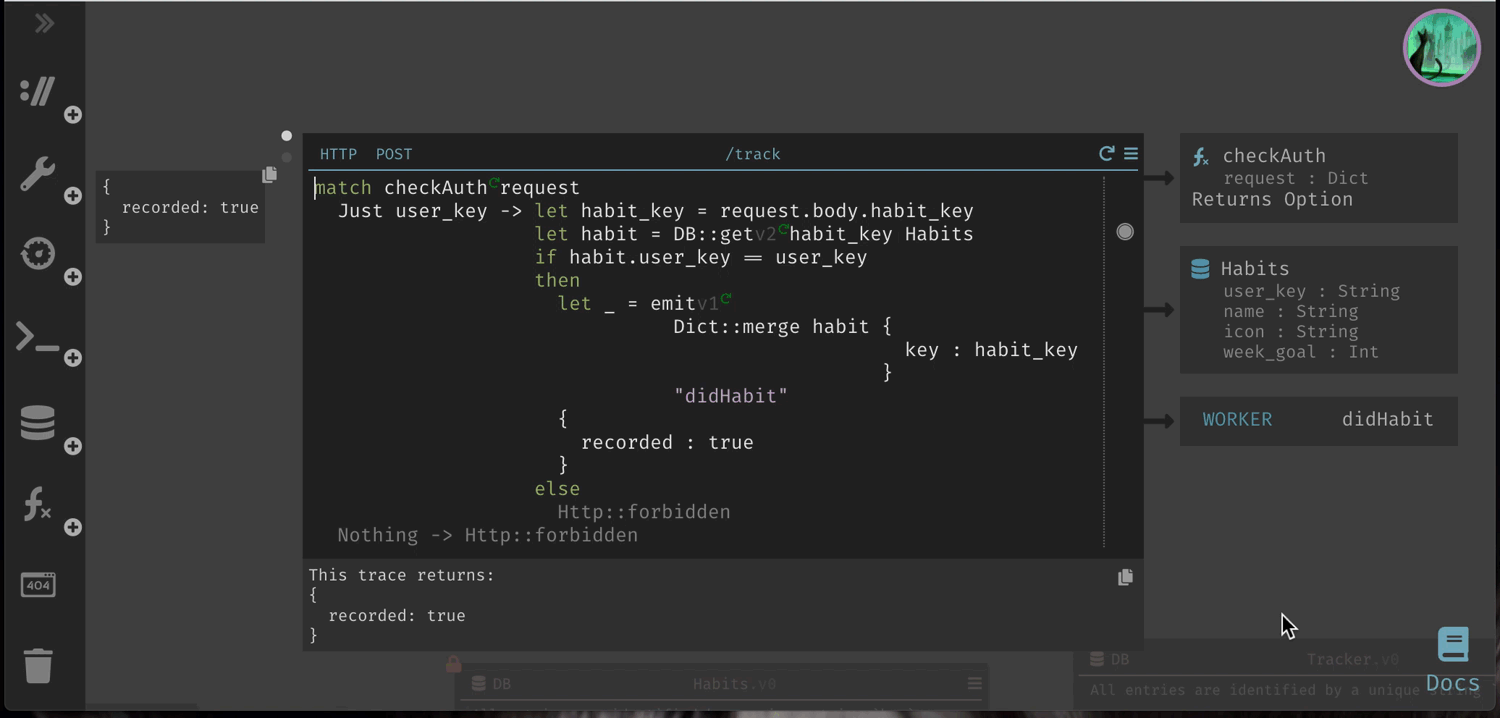 ://
{
recorded: true
}
HTTP POST /track
match checkAuth request
Just user_key -> let habit_key = request.body.habit_key
let habit = DB::getv2 habit_key Habits
if habit.user_key == user_key
then
let _ = emitv1
Dict::merge habit {
key : habit_key
}
"didHabit"
{
recorded : true
}
else
Http::forbidden
Nothing -> Http::forbidden
This trace returns:
{
recorded: true
}
fx checkAuth
request : Dict
Returns Option
Habits
user_key : String
name : String
icon : String
week_goal : Int
WORKER didHabit
fx
404
DB Habits.v0
DB Tracker.v0
All entries are identified by a unique string
Docs